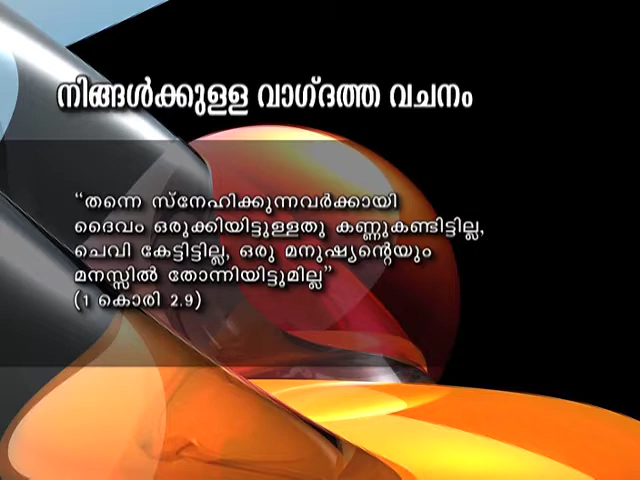 നിങ്ങൾക്കുള്ള വാഗ്ദത്ത വചനം
“തന്നെ സ്നേഹിക്കുന്നവർക്കായി
ദൈവം ഒരുക്കിയിട്ടുള്ളതു കണ്ണുകണ്ടിട്ടില്ല,
ചെവി കേട്ടിട്ടില്ല, ഒരു മനുഷ്യന്റെയും
മനസ്സിൽ തോന്നിയിട്ടുമില്ല”
(1 കൊരി 2.9)